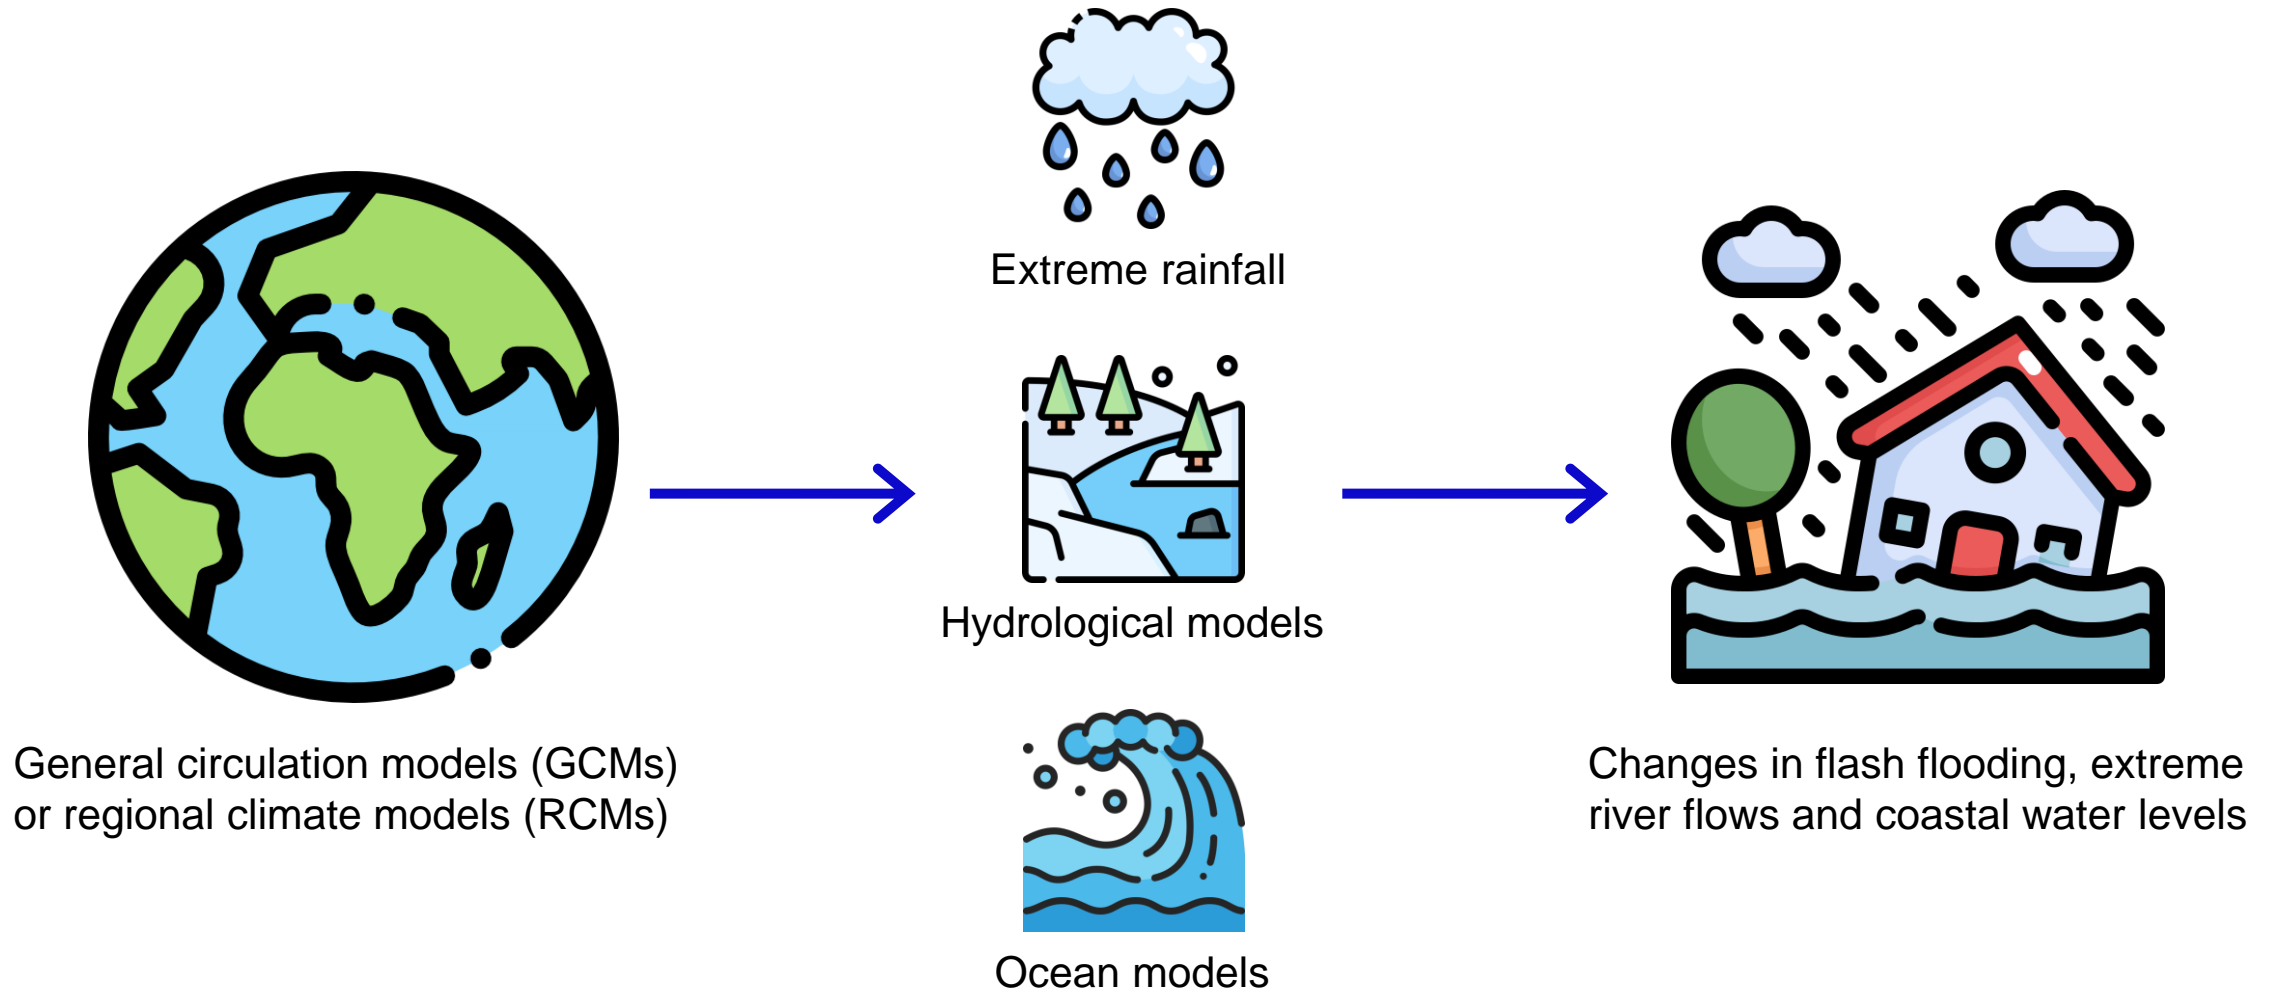 Extreme rainfall
Hydrological models
Ocean models
General circulation models (GCMs)
or regional climate models (RCMs)
Changes in flash flooding, extreme
river flows and coastal water levels